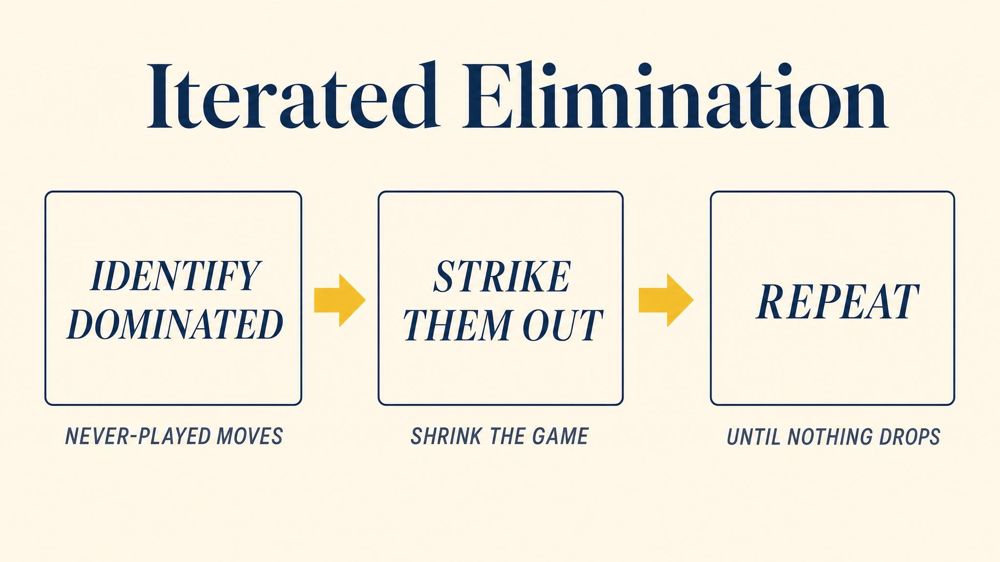 Iterated Elimination
IDENTIFY
DOMINATED
STRIKE
THEM OUT
REPEAT
NEVER-PLAYED MOVES
SHRINK THE GAME
UNTIL NOTHING DROPS